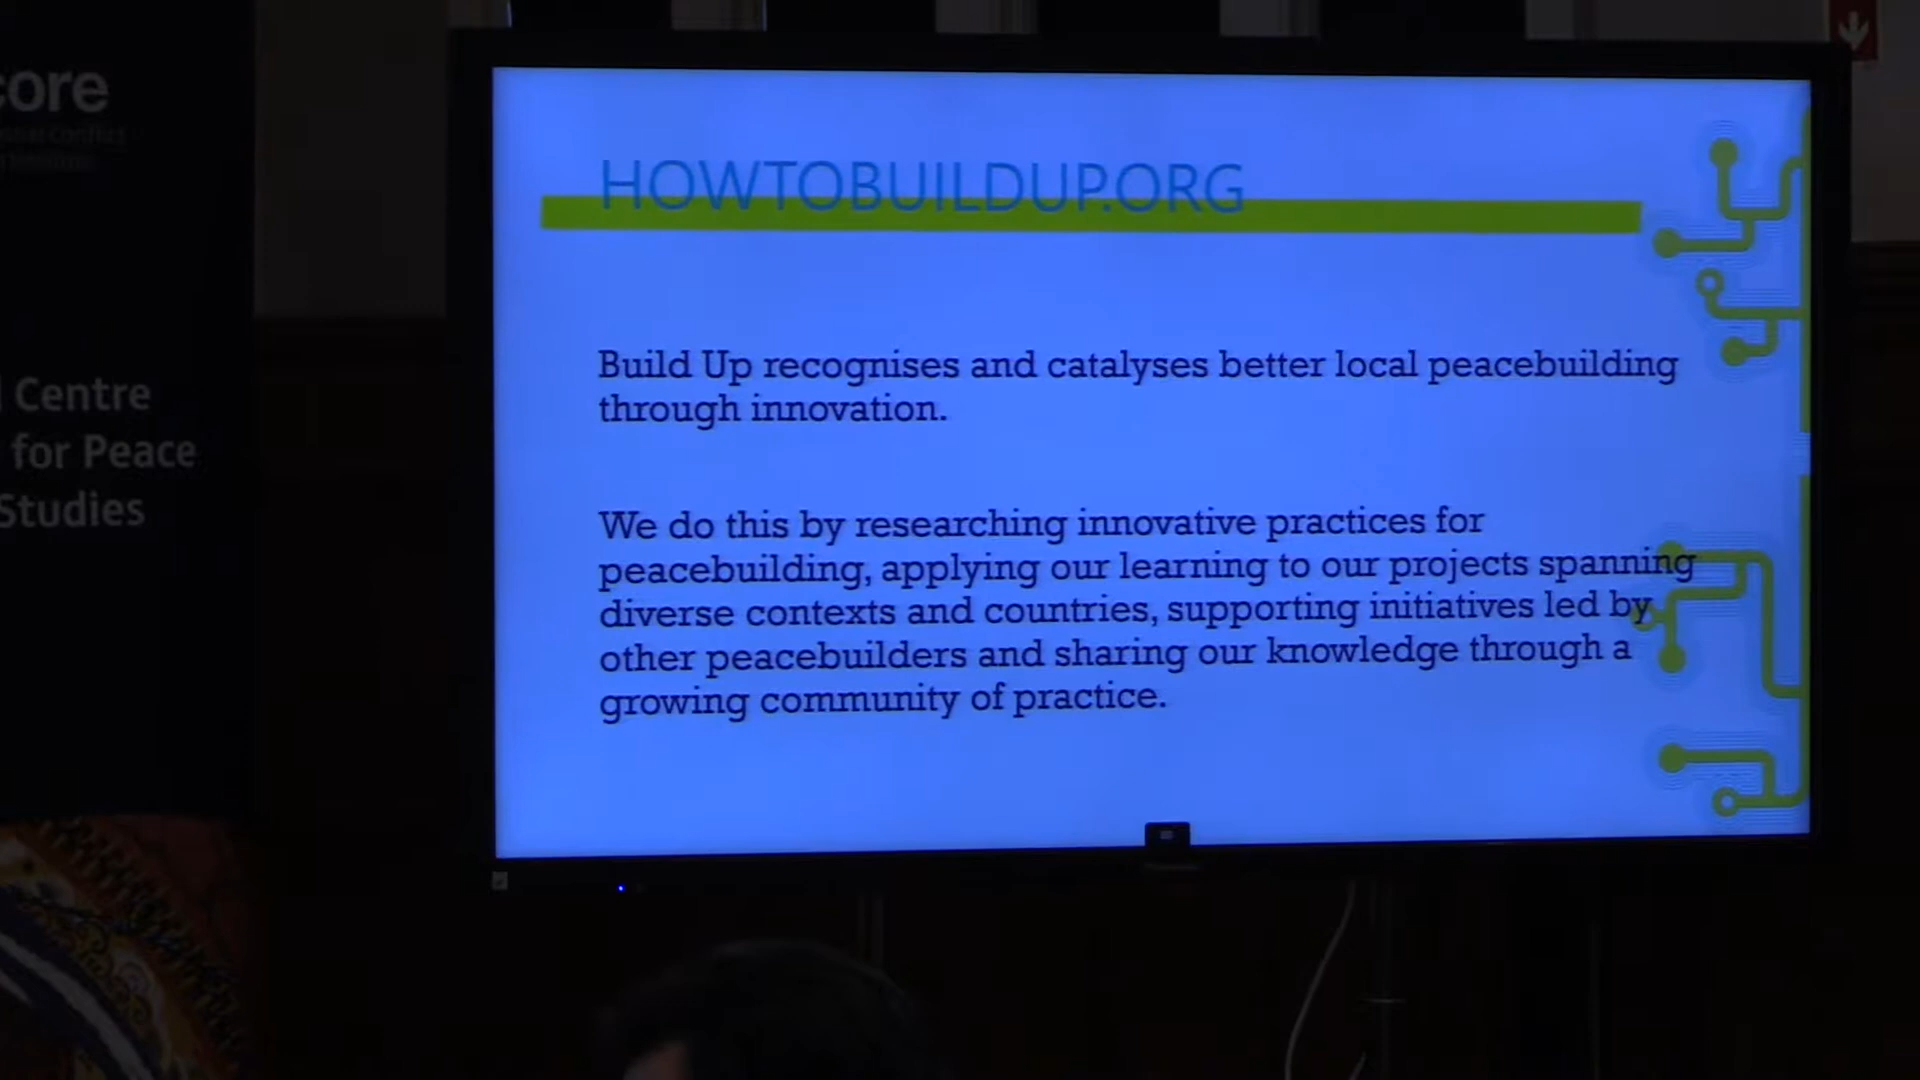 core
Centre
for Peace
Studies
HOWTOBUILDUP.ORG
Build Up recognises and catalyses better local peacebuilding
through innovation.
We do this by researching innovative practices for
peacebuilding, applying our learning to our projects spanning
diverse contexts and countries, supporting initiatives led by
other peacebuilders and sharing our knowledge through a
growing community of practice.